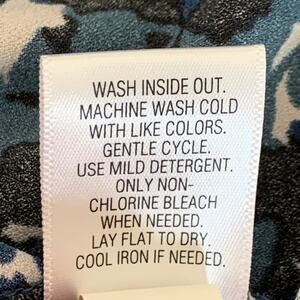 WASH INSIDE OUT.
MACHINE WASH COLD
WITH LIKE COLORS.
GENTLE CYCLE.
USE MILD DETERGENT.
ONLY NON-
CHLORINE BLEACH
WHEN NEEDED.
LAY FLAT TO DRY.
COOL IRON IF NEEDED.